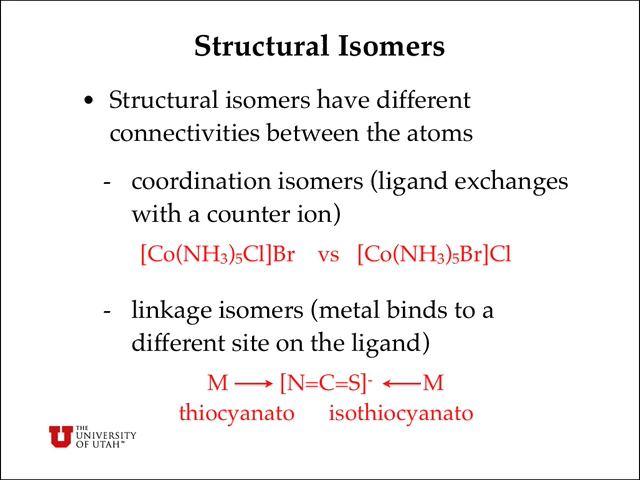 Structural Isomers
• Structural isomers have different
connectivities between the atoms
- coordination isomers (ligand exchanges
with a counter ion)
[Co(NH₃)₅Cl]Br vs [Co(NH₃)₅Br]Cl
- linkage isomers (metal binds to a
different site on the ligand)
M ⟶ [N=C=S]⁻ ⟵ M
thiocyanato isothiocyanato
THE
UNIVERSITY
OF UTAH™